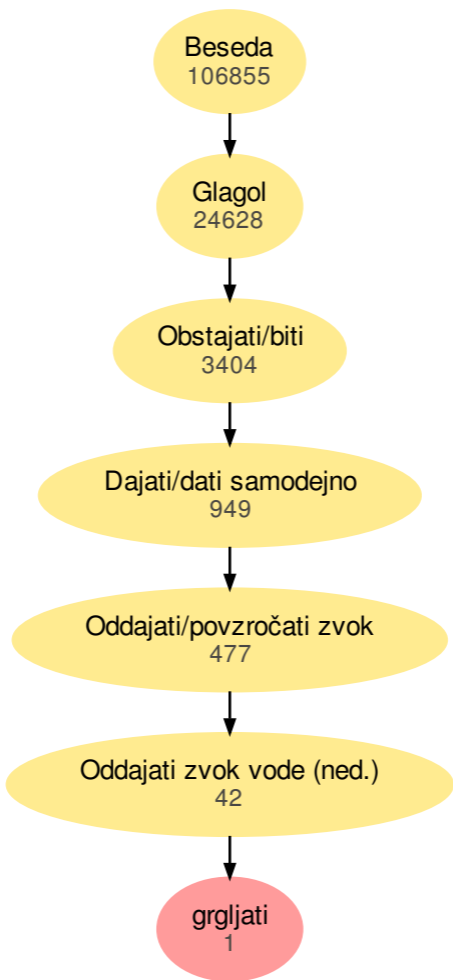 Beseda
106855
Glagol
24628
Obstajati/biti
3404
Dajati/dati samodejno
949
Oddajati/povzročati zvok
477
Oddajati zvok vode (ned.)
42
grgljati
1